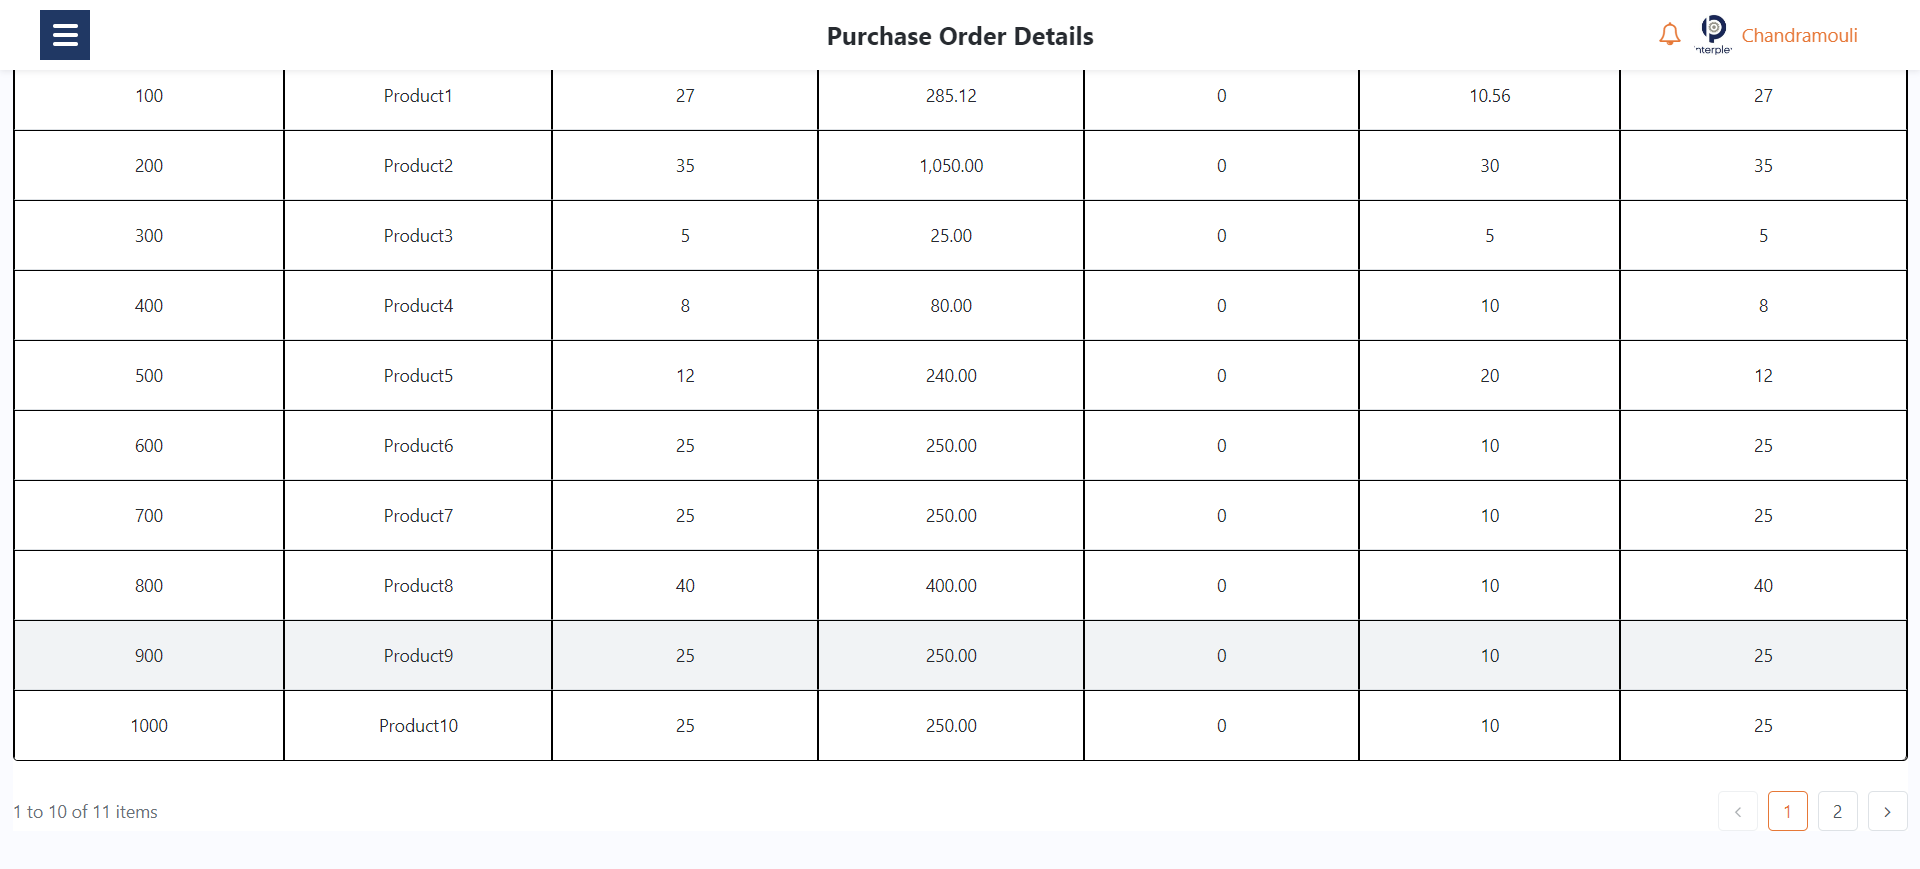 Purchase Order Details
nterple
Chandramouli
100 Product1 27 285.12 0 10.56 27
200 Product2 35 1,050.00 0 30 35
300 Product3 5 25.00 0 5 5
400 Product4 8 80.00 0 10 8
500 Product5 12 240.00 0 20 12
600 Product6 25 250.00 0 10 25
700 Product7 25 250.00 0 10 25
800 Product8 40 400.00 0 10 40
900 Product9 25 250.00 0 10 25
1000 Product10 25 250.00 0 10 25
1 to 10 of 11 items
1 2